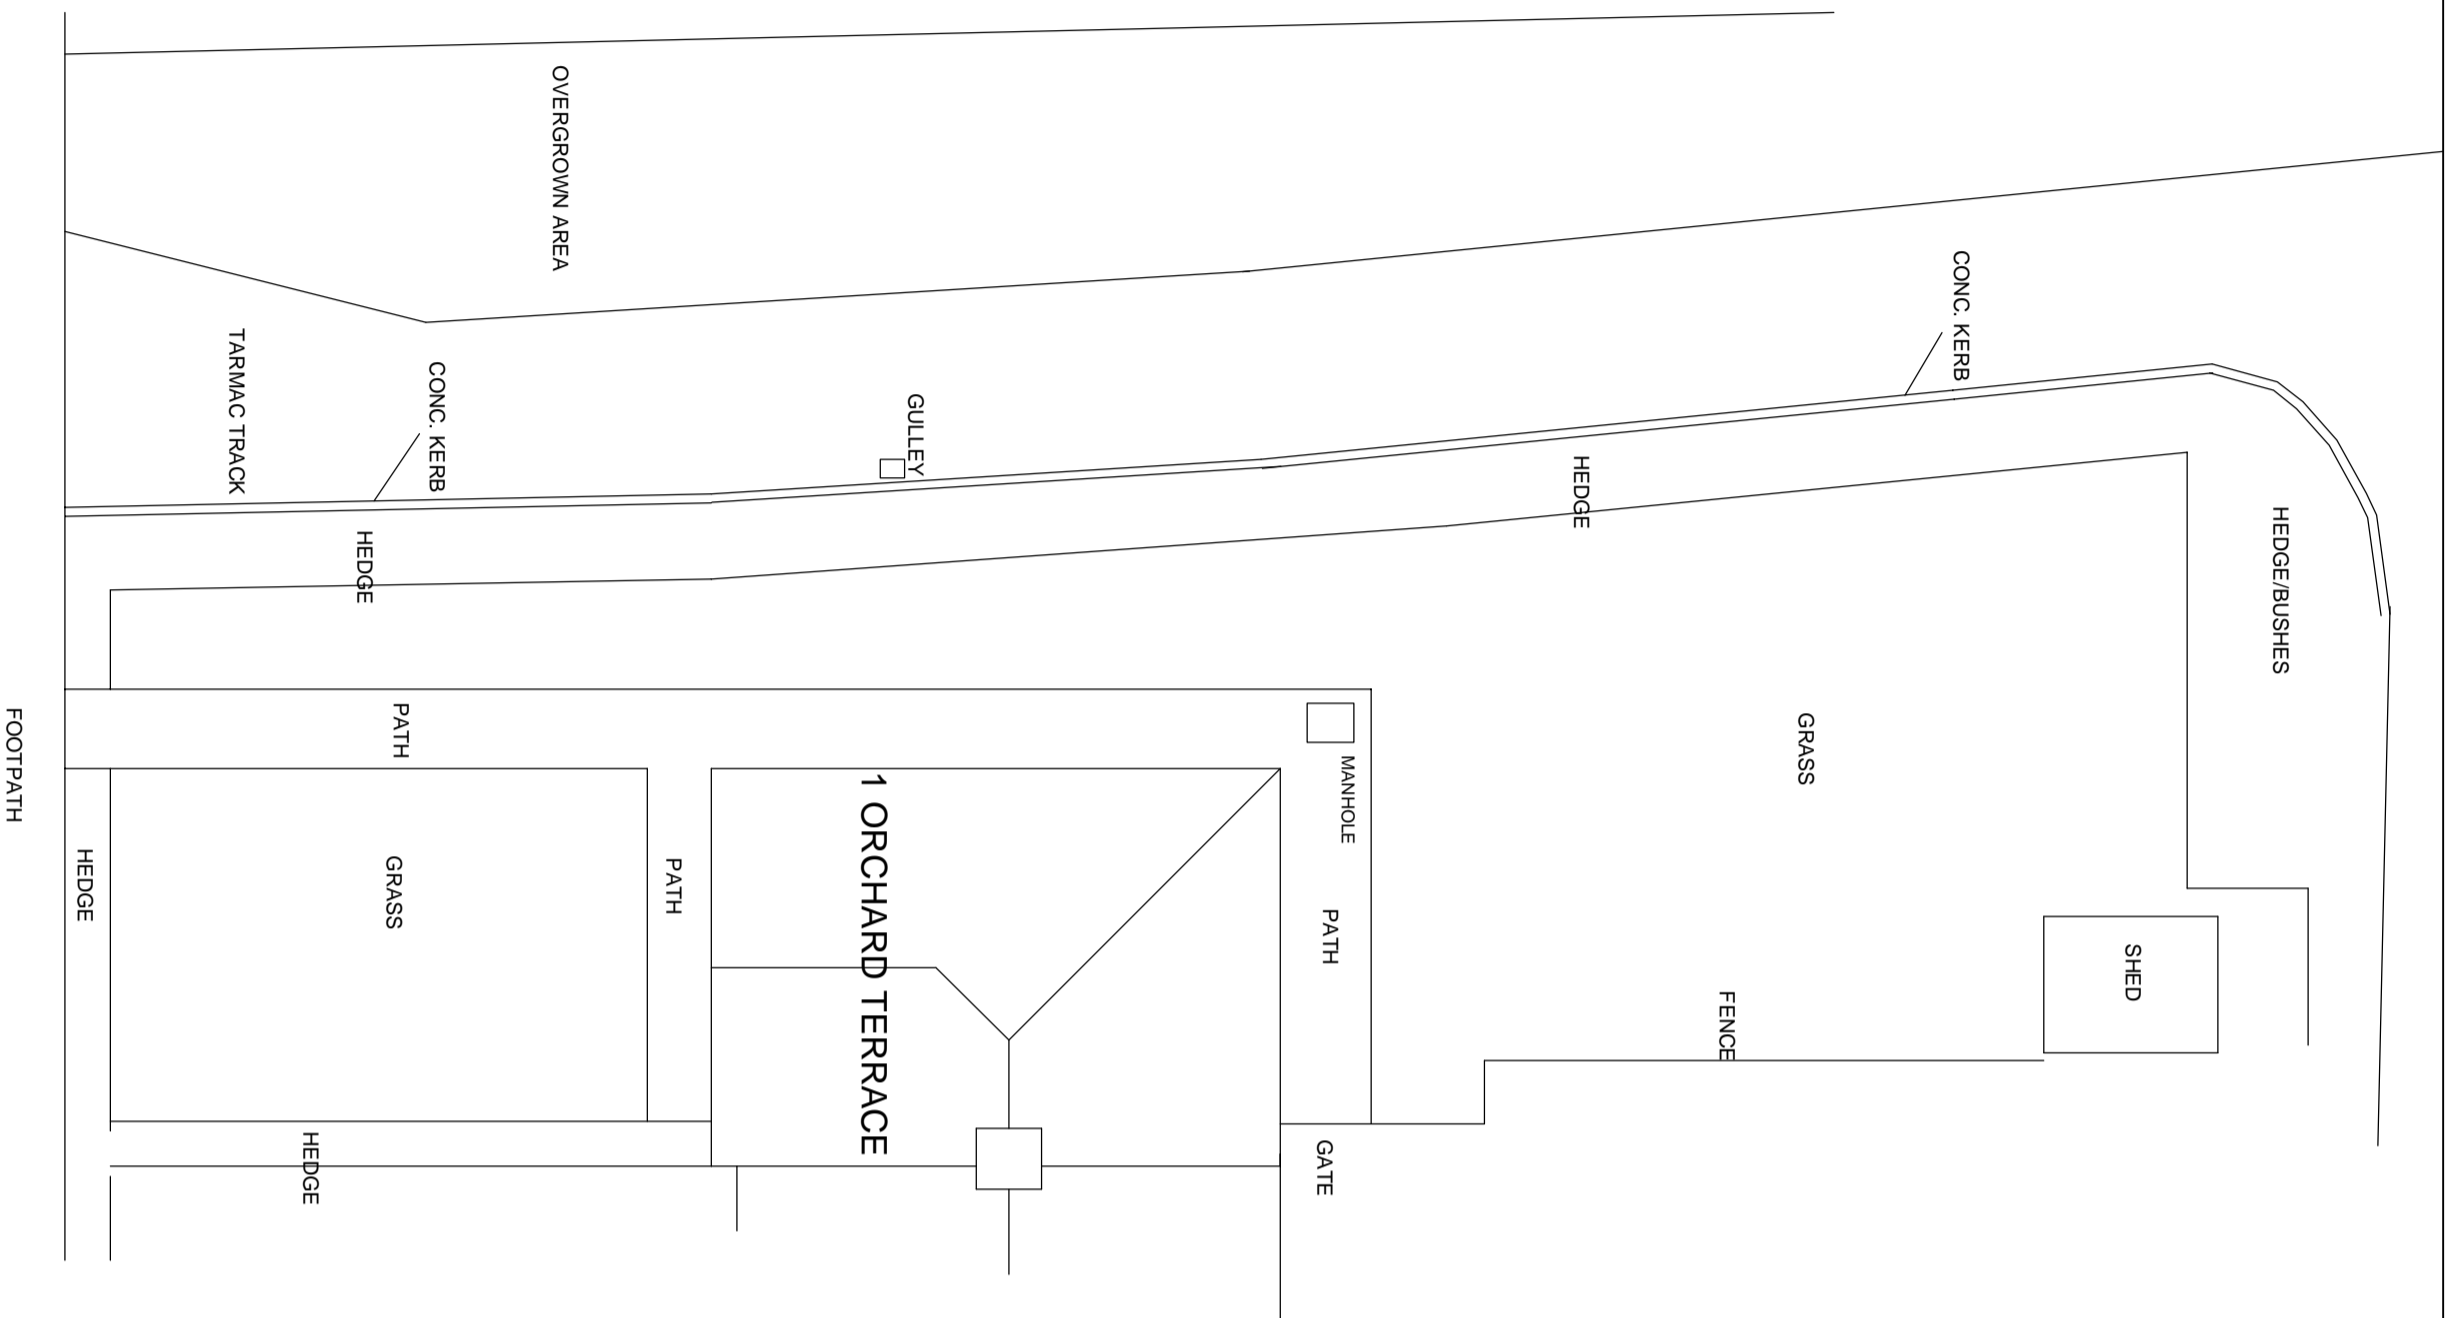 OVERGROWN AREA
CONC. KERB
TARMAC TRACK
CONC. KERB
GULLEY
HEDGE
HEDGE
HEDGE/BUSHES
FOOTPATH
PATH
MANHOLE
GRASS
HEDGE
GRASS
PATH
1 ORCHARD TERRACE
PATH
SHED
FENCE
HEDGE
GATE